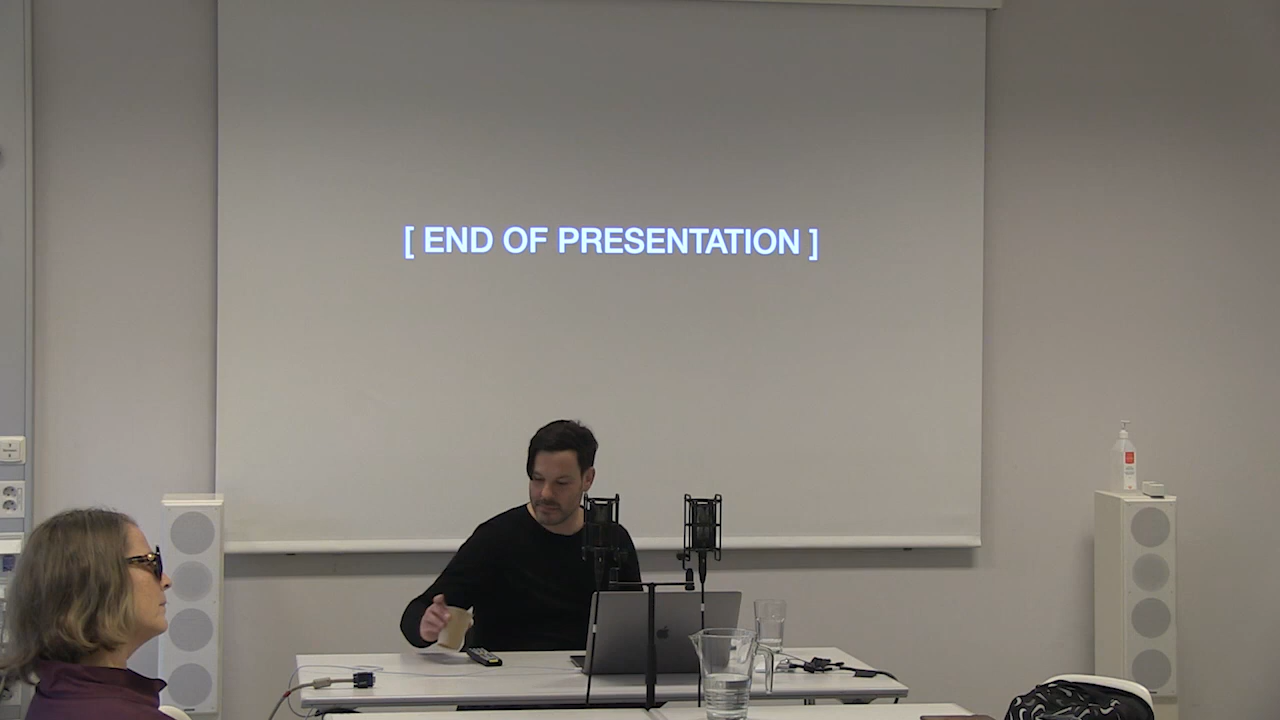 [ END OF PRESENTATION ]